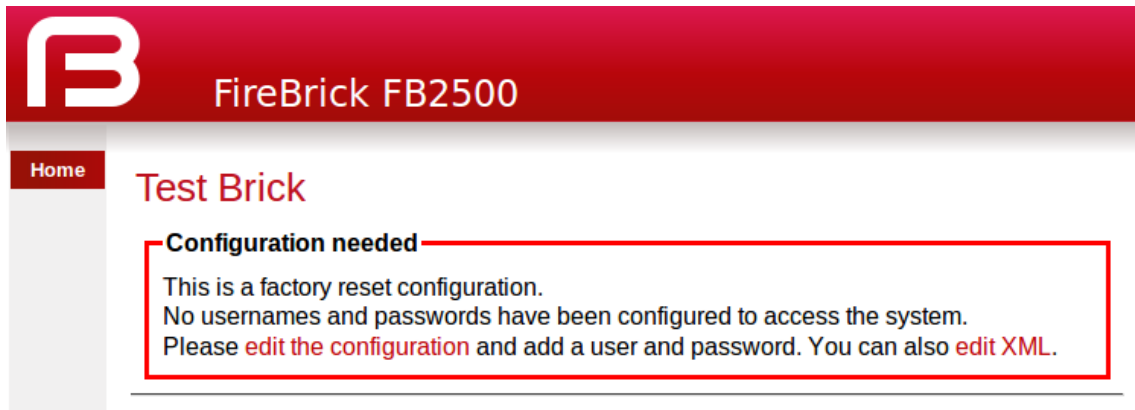 FireBrick FB2500
Home
Test Brick
Configuration needed
This is a factory reset configuration.
No usernames and passwords have been configured to access the system.
Please edit the configuration and add a user and password. You can also edit XML.